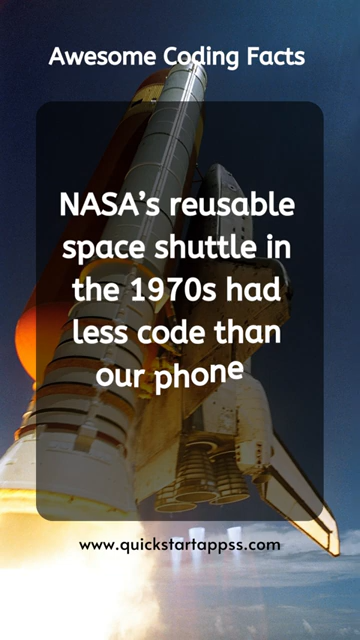 Awesome Coding Facts
NASA's reusable
space shuttle in
the 1970s had
less code than
our phone
www.quickstartappss.com